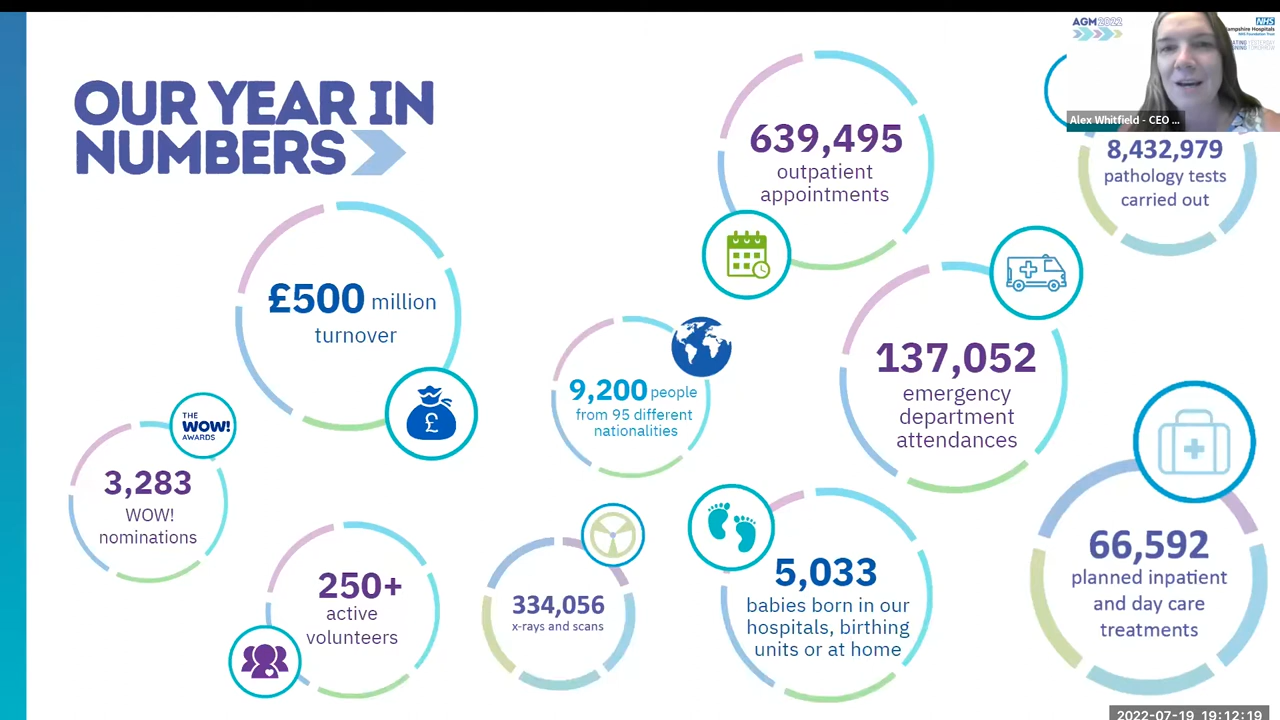 OUR YEAR IN
NUMBERS
AGM2022
NHS
Hampshire Hospitals
NHS Foundation Trust
Alex Whitfield - CEO ...
639,495
outpatient
appointments
8,432,979
pathology tests
carried out
£500 million
turnover
9,200 people
from 95 different
nationalities
137,052
emergency
department
attendances
THE
WOW!
AWARDS
3,283
WOW!
nominations
£
250+
active
volunteers
334,056
x-rays and scans
5,033
babies born in our
hospitals, birthing
units or at home
66,592
planned inpatient
and day care
treatments
2022-07-19 19:12:19